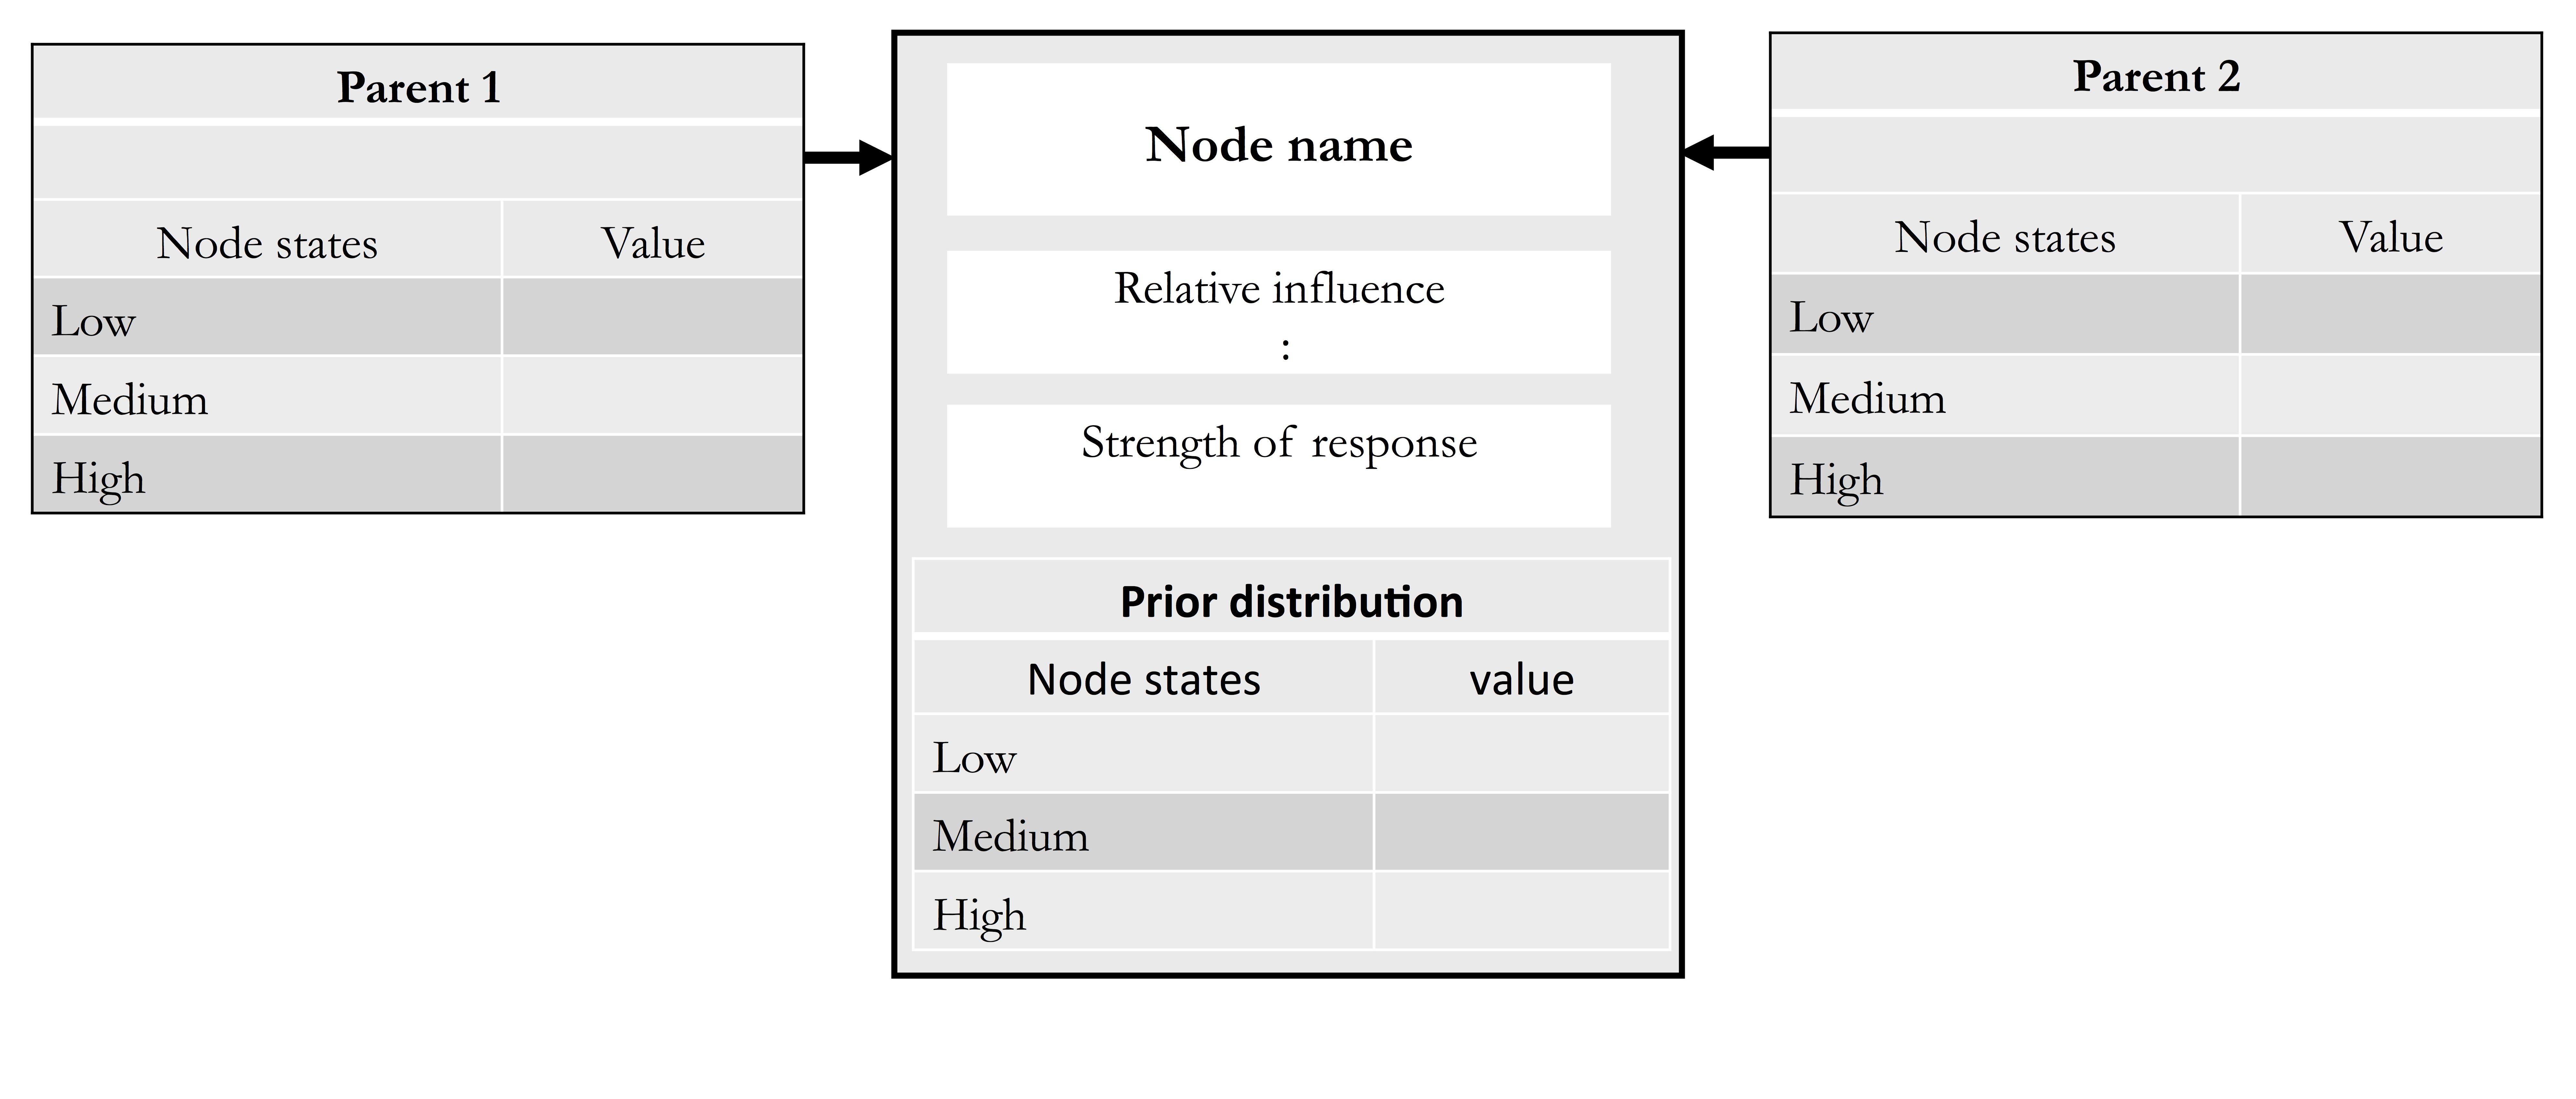 Parent 1
Node states Value
Low
Medium
High
Node name
Relative influence
:
Strength of response
Prior distribution
Node states value
Low
Medium
High
Parent 2
Node states Value
Low
Medium
High